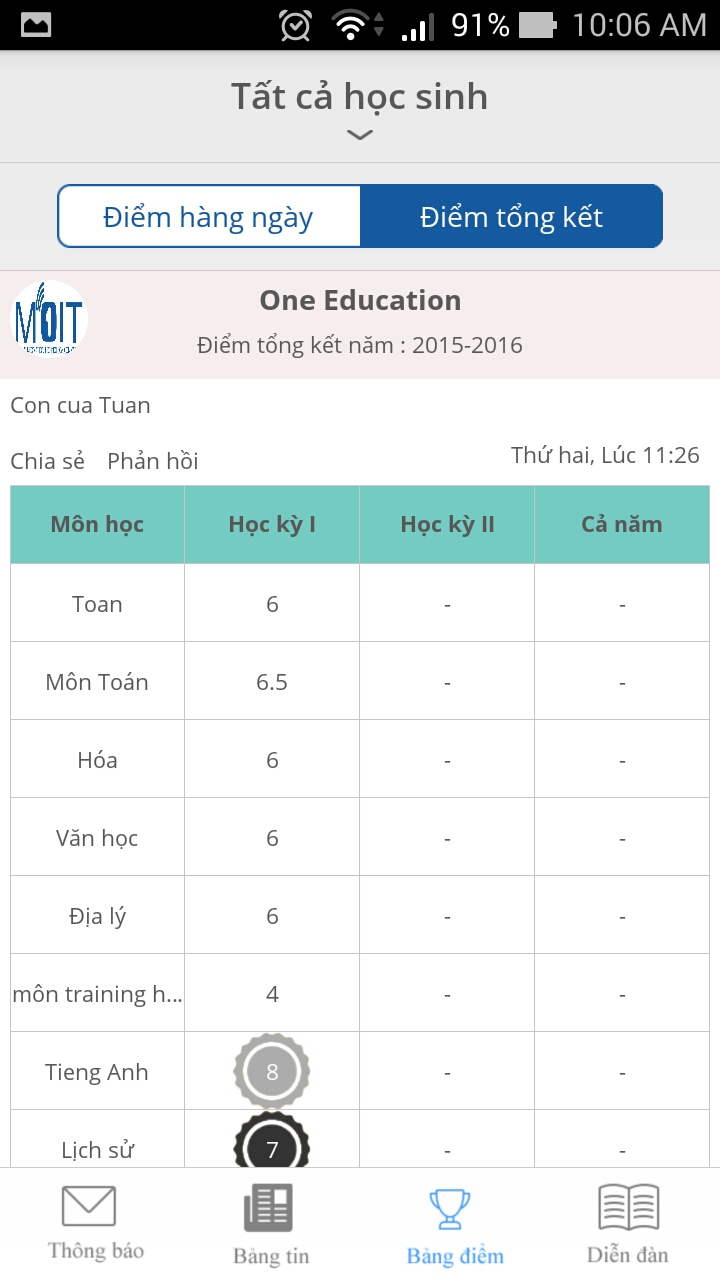 91% 10:06 AM
Tất cả học sinh
Điểm hàng ngày Điểm tổng kết
MOIT
One Education
Điểm tổng kết năm : 2015-2016
Con cua Tuan
Chia sẻ Phản hồi Thứ hai, Lúc 11:26
Môn học Học kỳ I Học kỳ II Cả năm
Toan 6 - -
Môn Toán 6.5 - -
Hóa 6 - -
Văn học 6 - -
Địa lý 6 - -
môn training h... 4 - -
Tieng Anh 8 - -
Lịch sử 7 - -
Thông báo Bảng tin Bảng điểm Diễn đàn